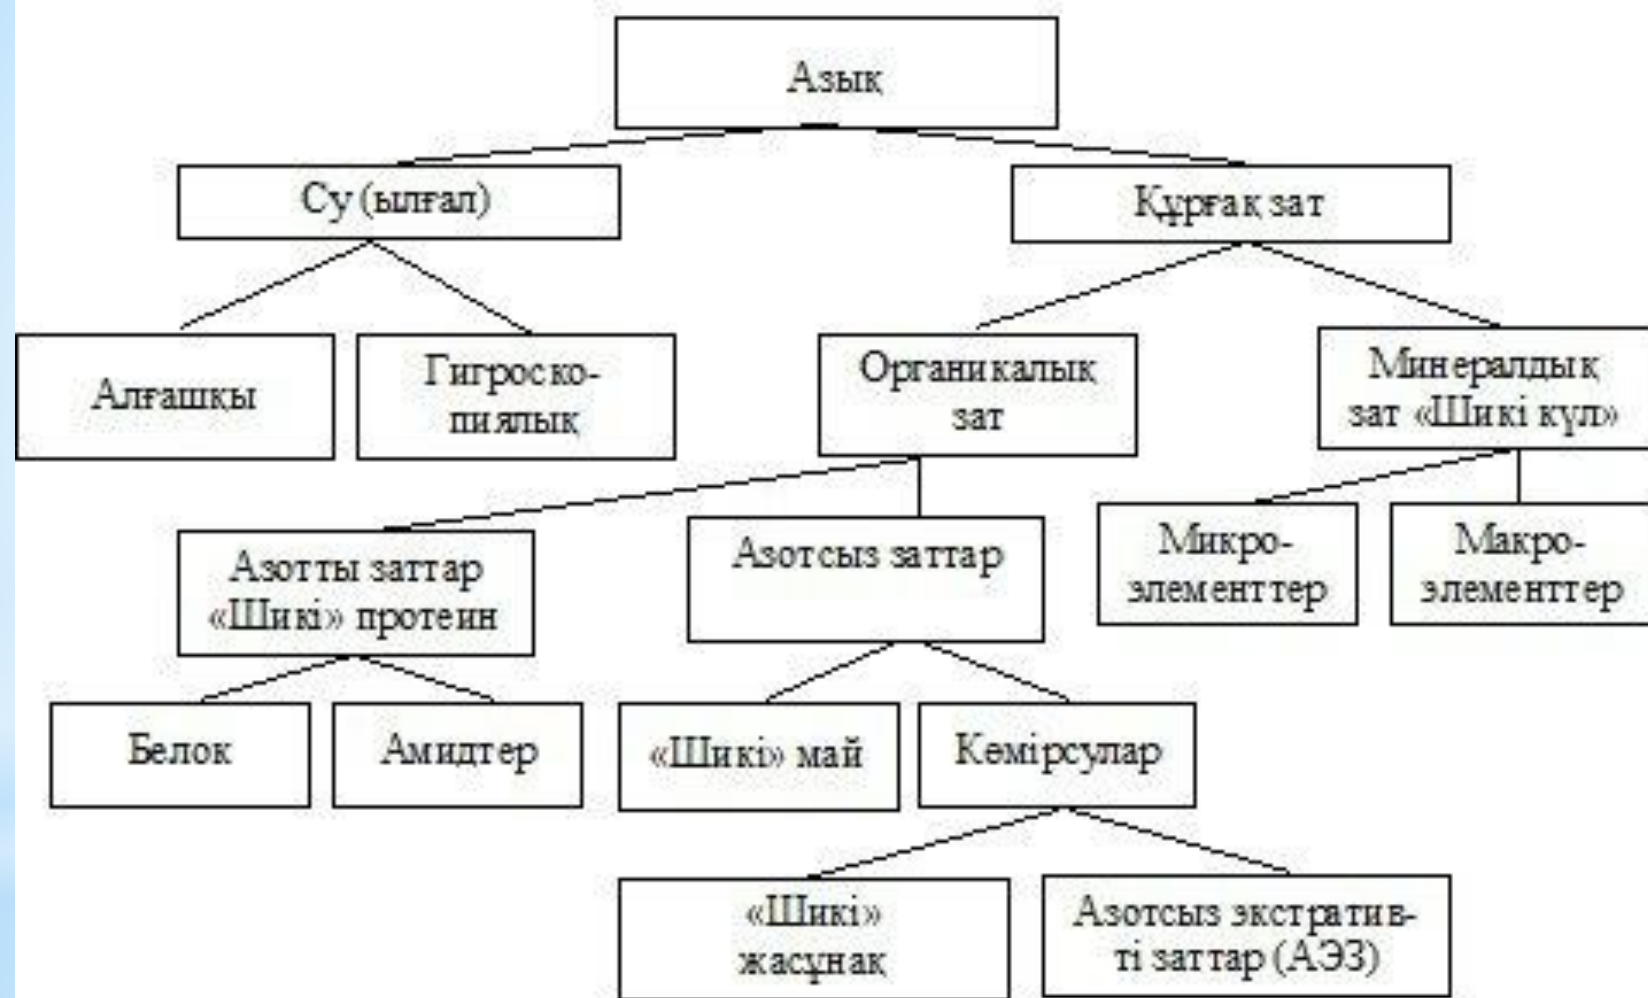 Азық
Су (ылғал)
Құрғақ зат
Алғашқы
Гигроско-
пиялық
Органикалық
зат
Минералдық
зат «Шикі күл»
Азотты заттар
«Шикі» протеин
Азотсыз заттар
Микро-
элементтер
Макро-
элементтер
Белок
Амидтер
«Шикі» май
Көмірсулар
«Шикі»
жасұнақ
Азотсыз экстратив-
ті заттар (АЭЗ)